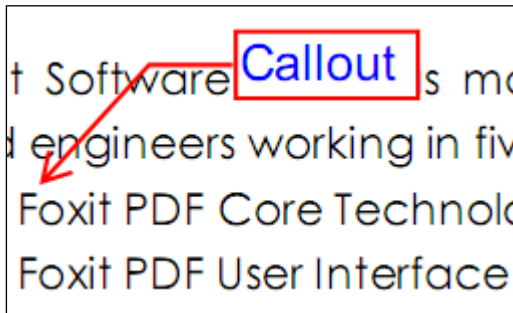 t Software Callout s mo
d engineers working in fiv
Foxit PDF Core Technolo
Foxit PDF User Interface